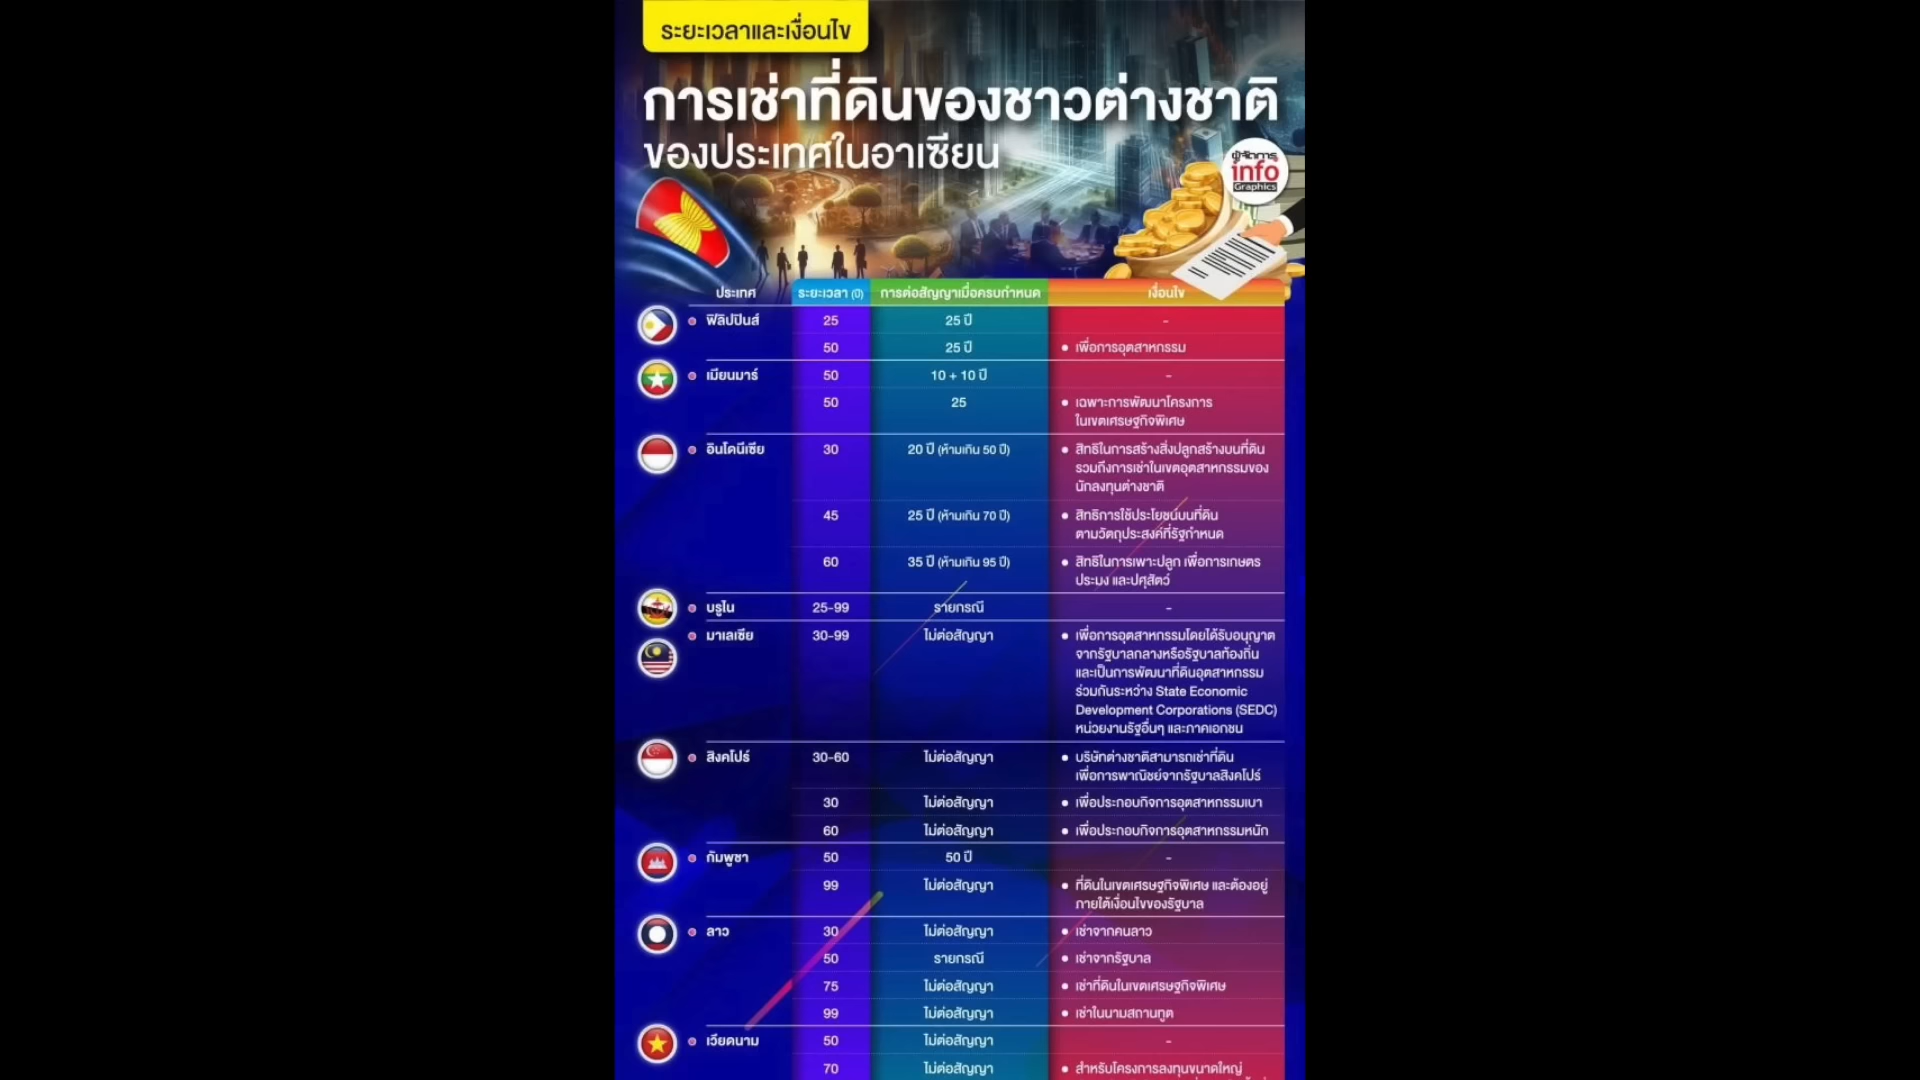 ระยะเวลาและเงื่อนไข
การเช่าที่ดินของชาวต่างชาติ
ของประเทศในอาเซียน
ผู้จัดการ
info
Graphics
ประเทศ ระยะเวลา (ปี) การต่อสัญญาเมื่อครบกำหนด เงื่อนไข
ฟิลิปปินส์ 25 25 ปี -
50 25 ปี • เพื่อการอุตสาหกรรม
เมียนมาร์ 50 10 + 10 ปี -
50 25 • เฉพาะการพัฒนาโครงการ
ในเขตเศรษฐกิจพิเศษ
อินโดนีเซีย 30 20 ปี (ห้ามเกิน 50 ปี) • สิทธิในการสร้างสิ่งปลูกสร้างบนที่ดิน
รวมถึงการเช่าในเขตอุตสาหกรรมของ
นักลงทุนต่างชาติ
45 25 ปี (ห้ามเกิน 70 ปี) • สิทธิการใช้ประโยชน์บนที่ดิน
ตามวัตถุประสงค์ที่รัฐกำหนด
60 35 ปี (ห้ามเกิน 95 ปี) • สิทธิในการเพาะปลูก เพื่อการเกษตร
ประมง และปศุสัตว์
บรูไน 25-99 รายกรณี -
มาเลเซีย 30-99 ไม่ต่อสัญญา • เพื่อการอุตสาหกรรมโดยได้รับอนุญาต
จากรัฐบาลกลางหรือรัฐบาลท้องถิ่น
และเป็นการพัฒนาที่ดินอุตสาหกรรม
ร่วมกันระหว่าง State Economic
Development Corporations (SEDC)
หน่วยงานรัฐอื่นๆ และภาคเอกชน
สิงคโปร์ 30-60 ไม่ต่อสัญญา • บริษัทต่างชาติสามารถเช่าที่ดิน
เพื่อการพาณิชย์จากรัฐบาลสิงคโปร์
30 ไม่ต่อสัญญา • เพื่อประกอบกิจการอุตสาหกรรมเบา
60 ไม่ต่อสัญญา • เพื่อประกอบกิจการอุตสาหกรรมหนัก
กัมพูชา 50 50 ปี -
99 ไม่ต่อสัญญา • ที่ดินในเขตเศรษฐกิจพิเศษ และต้องอยู่
ภายใต้เงื่อนไขของรัฐบาล
ลาว 30 ไม่ต่อสัญญา • เช่าจากคนลาว
50 รายกรณี • เช่าจากรัฐบาล
75 ไม่ต่อสัญญา • เช่าที่ดินในเขตเศรษฐกิจพิเศษ
99 ไม่ต่อสัญญา • เช่าในนามสถานทูต
เวียดนาม 50 ไม่ต่อสัญญา -
70 ไม่ต่อสัญญา • สำหรับโครงการลงทุนขนาดใหญ่